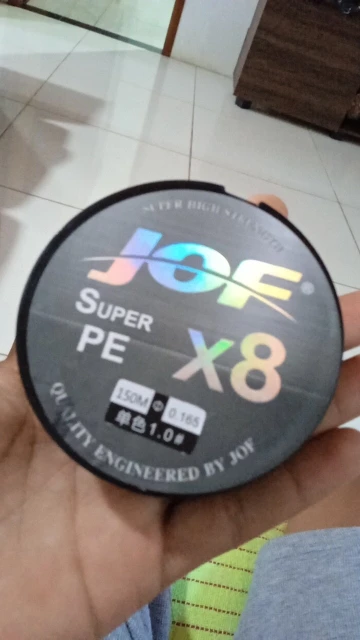 SUPER HIGH STRENGTH
JOF®
SUPER
PE
X8
150M Φ 0.165
单色1.0#
QUALITY ENGINEERED BY JOF